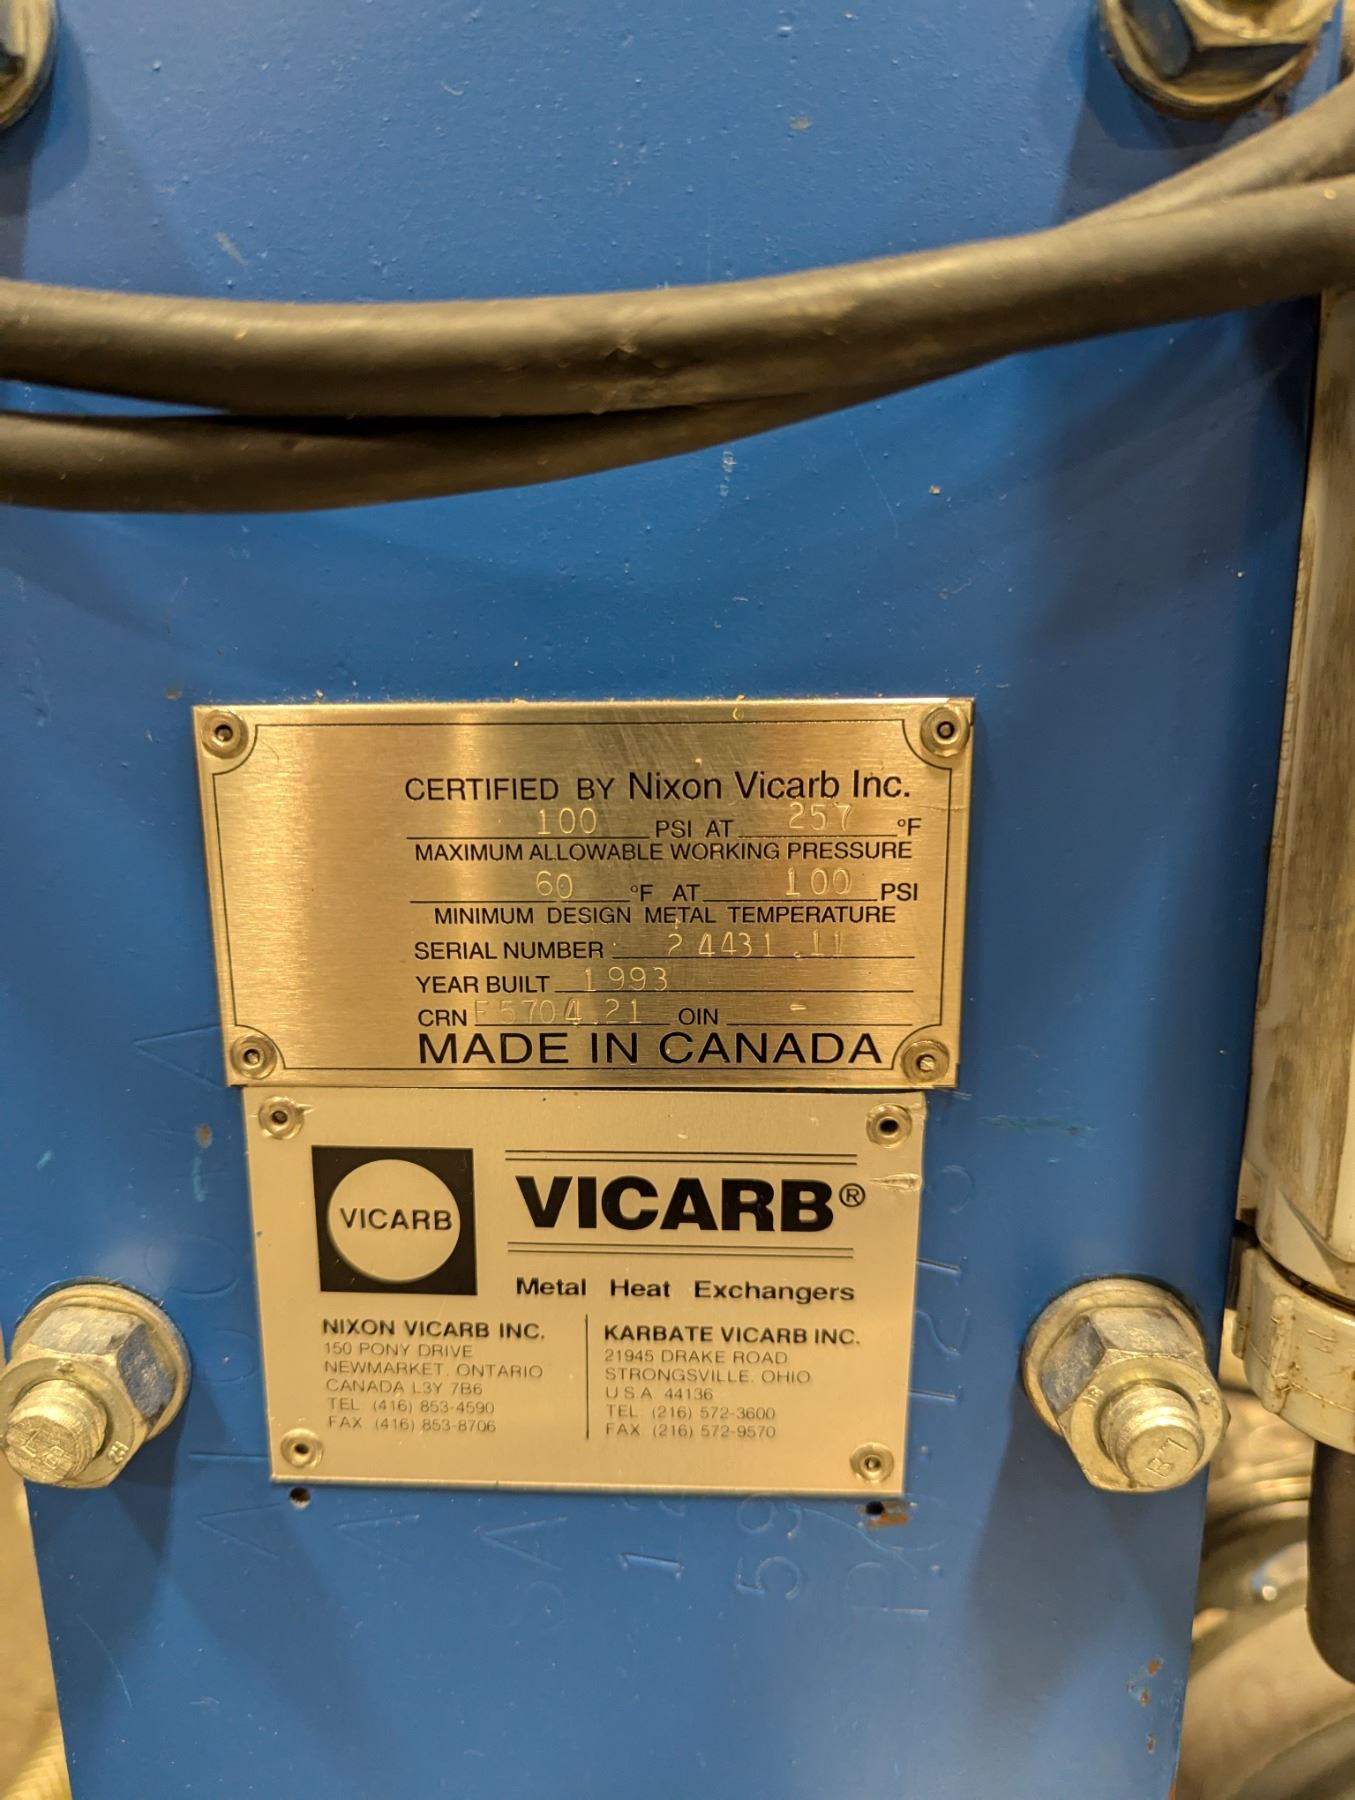 CERTIFIED BY Nixon Vicarb Inc.
100 PSI AT 257 °F
MAXIMUM ALLOWABLE WORKING PRESSURE
60 °F AT 100 PSI
MINIMUM DESIGN METAL TEMPERATURE
SERIAL NUMBER 24431.11
YEAR BUILT 1993
CRN F5704.21 OIN -
MADE IN CANADA
VICARB
VICARB®
Metal Heat Exchangers
NIXON VICARB INC.
150 PONY DRIVE
NEWMARKET, ONTARIO
CANADA L3Y 7B6
TEL (416) 853-4590
FAX (416) 853-8706
KARBATE VICARB INC.
21945 DRAKE ROAD
STRONGSVILLE, OHIO
U.S.A. 44136
TEL (216) 572-3600
FAX (216) 572-9570